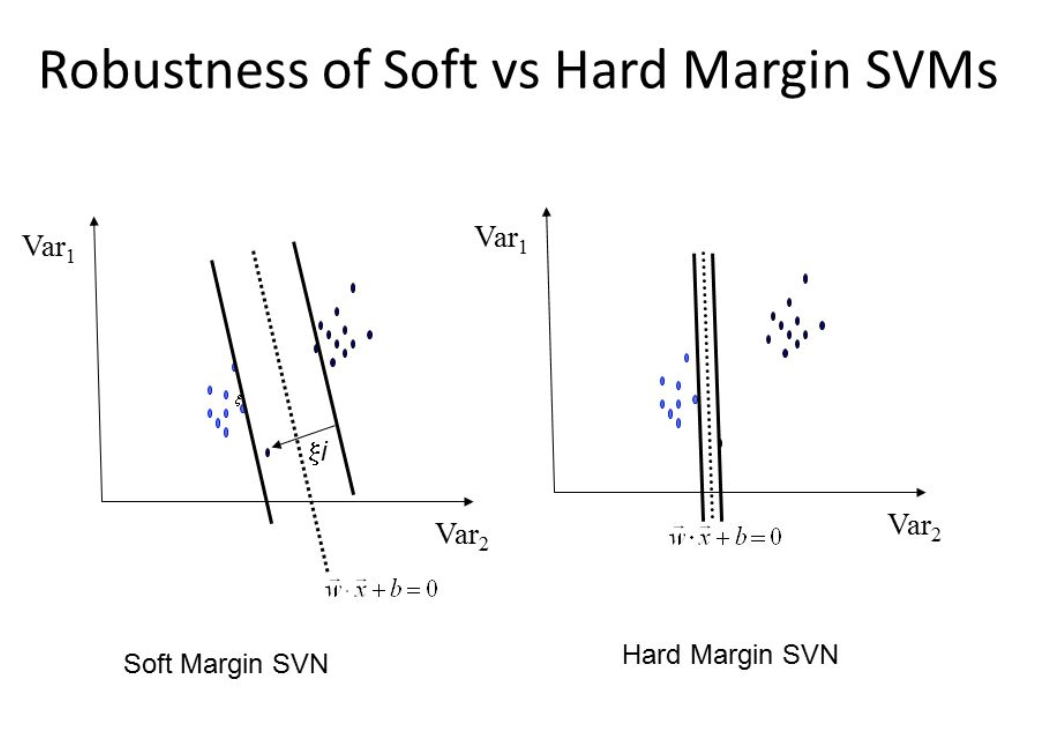 Robustness of Soft vs Hard Margin SVMs
Var₁
Var₁
ξ
ξi
Var₂
Var₂
w⃗ · x⃗ + b = 0
w⃗ · x⃗ + b = 0
Soft Margin SVN
Hard Margin SVN